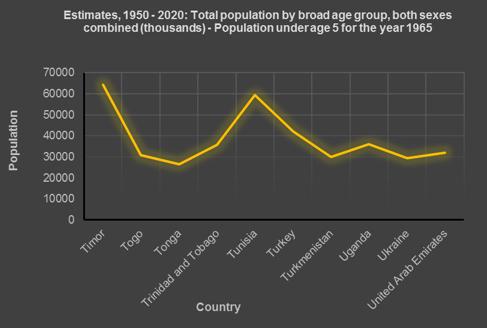 Estimates, 1950 - 2020: Total population by broad age group, both sexes
combined (thousands) - Population under age 5 for the year 1965
Population
70000
60000
50000
40000
30000
20000
10000
0
Timor
Togo
Tonga
Trinidad and Tobago
Tunisia
Turkey
Turkmenistan
Uganda
Ukraine
United Arab Emirates
Country